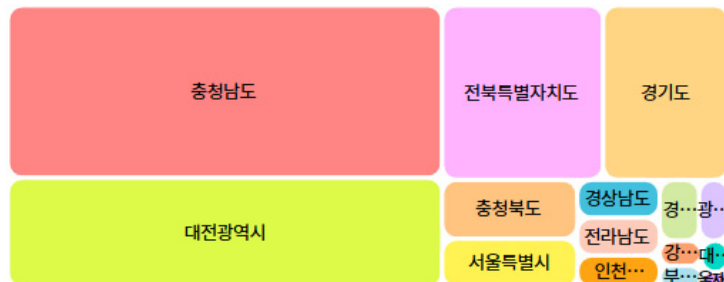 충청남도
전북특별자치도
경기도
대전광역시
충청북도
서울특별시
경상남도
전라남도
인천…
경…
광…
강…
대…
부…